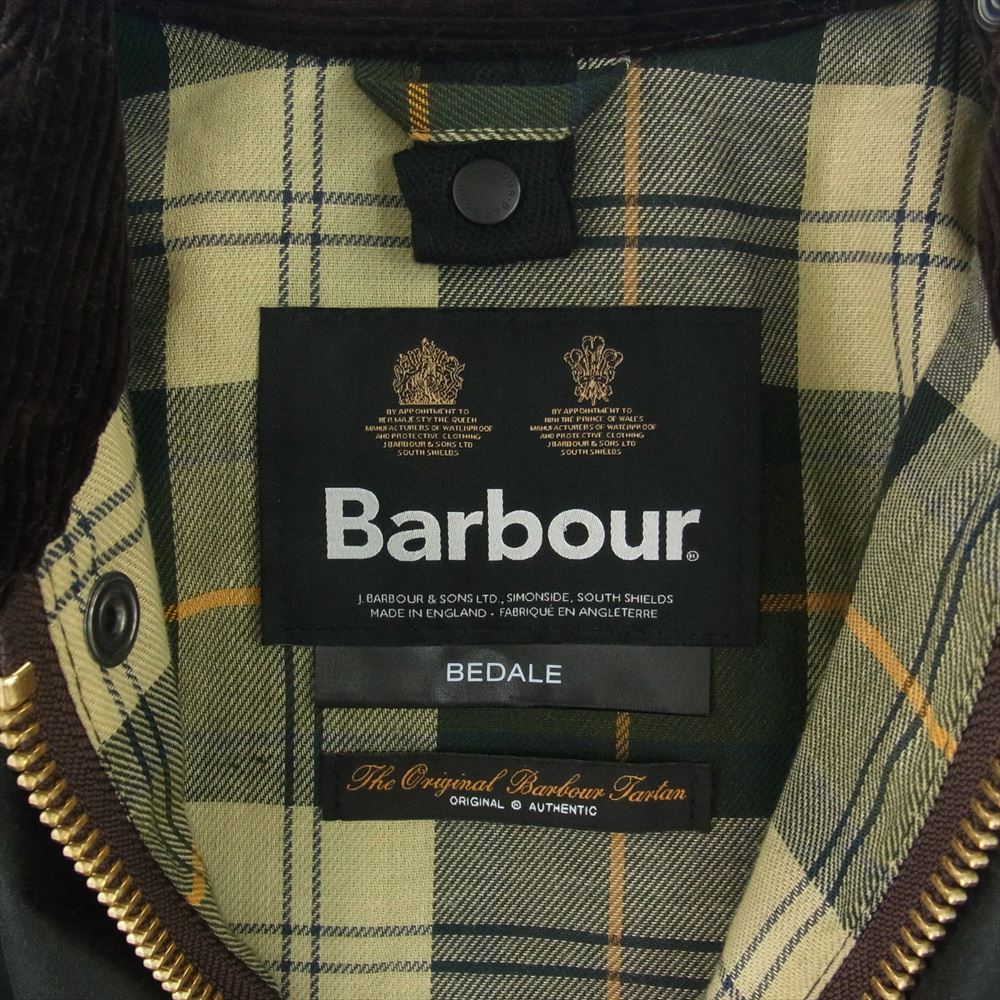 BY APPOINTMENT TO
HER MAJESTY THE QUEEN
MANUFACTURERS OF WATERPROOF
AND PROTECTIVE CLOTHING
J.BARBOUR & SONS LTD
SOUTH SHIELDS
BY APPOINTMENT TO
HRH THE PRINCE OF WALES
MANUFACTURERS OF WATERPROOF
AND PROTECTIVE CLOTHING
J.BARBOUR & SONS LTD
SOUTH SHIELDS
Barbour®
J. BARBOUR & SONS LTD., SIMONSIDE, SOUTH SHIELDS
MADE IN ENGLAND - FABRIQUÉ EN ANGLETERRE
BEDALE
The Original Barbour Tartan
ORIGINAL © AUTHENTIC